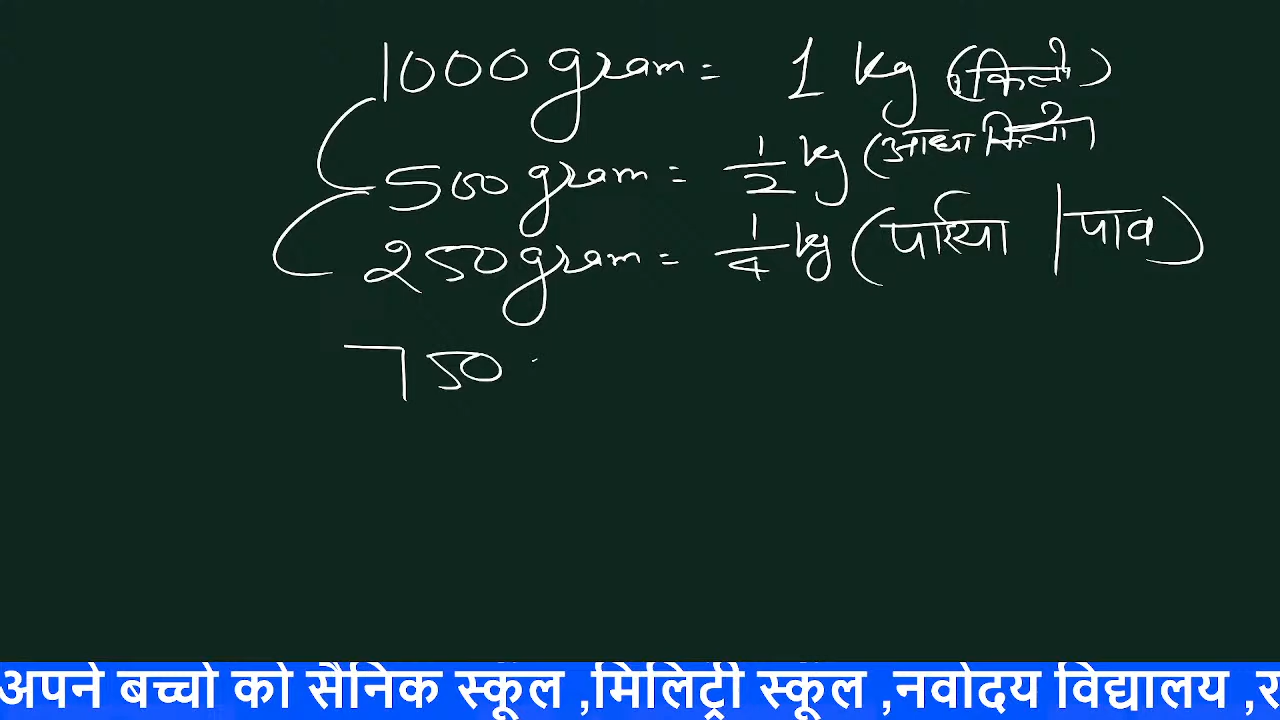 1000 gram = 1 kg (1 किलो)
500 gram = 1/2 kg (आधा किलो)
250 gram = 1/4 kg ( | पाव )
750
अपने बच्चो को सैनिक स्कूल ,मिलिट्री स्कूल ,नवोदय विद्यालय ,